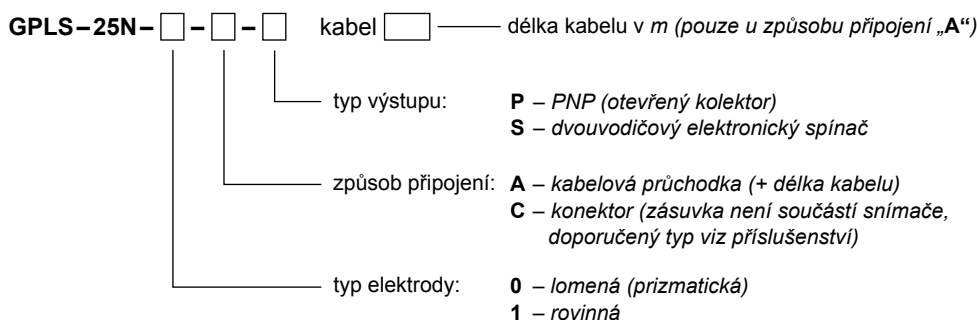 GPLS–25N– – – kabel délka kabelu v m (pouze u způsobu připojení „A“)
typ výstupu: P – PNP (otevřený kolektor)
S – dvouvodičový elektronický spínač
způsob připojení: A – kabelová průchodka (+ délka kabelu)
C – konektor (zásuvka není součástí snímače,
doporučený typ viz příslušenství)
typ elektrody: 0 – lomená (prizmatická)
1 – rovinná